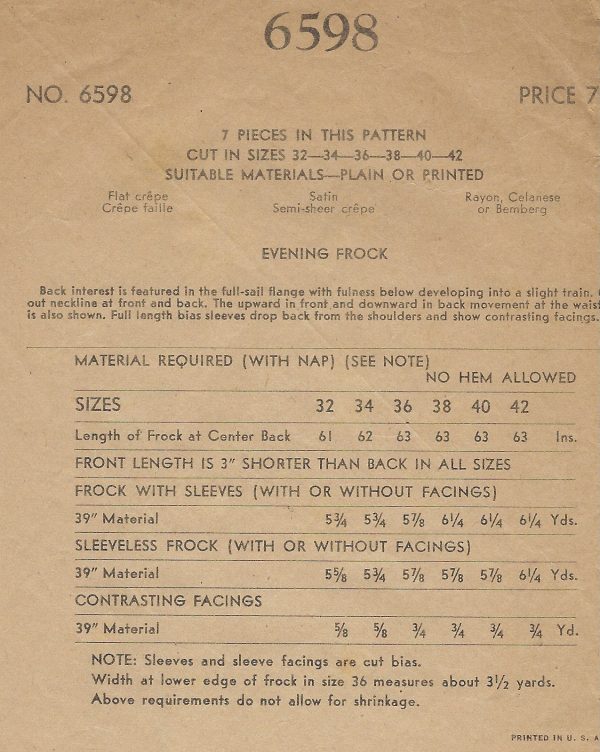 6598
NO. 6598 PRICE 7
7 PIECES IN THIS PATTERN
CUT IN SIZES 32—34—36—38—40—42
SUITABLE MATERIALS—PLAIN OR PRINTED
Flat crêpe Satin Rayon, Celanese
Crêpe faille Semi-sheer crêpe or Bemberg
EVENING FROCK
Back interest is featured in the full-sail flange with fulness below developing into a slight train.
out neckline at front and back. The upward in front and downward in back movement at the waist
is also shown. Full length bias sleeves drop back from the shoulders and show contrasting facings.
MATERIAL REQUIRED (WITH NAP) (SEE NOTE)
NO HEM ALLOWED
SIZES 32 34 36 38 40 42
Length of Frock at Center Back 61 62 63 63 63 63 Ins.
FRONT LENGTH IS 3" SHORTER THAN BACK IN ALL SIZES
FROCK WITH SLEEVES (WITH OR WITHOUT FACINGS)
39" Material 5¾ 5¾ 5⅞ 6¼ 6¼ 6¼ Yds.
SLEEVELESS FROCK (WITH OR WITHOUT FACINGS)
39" Material 5⅝ 5¾ 5⅞ 5⅞ 5⅞ 6¼ Yds.
CONTRASTING FACINGS
39" Material ⅝ ⅝ ¾ ¾ ¾ ¾ Yd.
NOTE: Sleeves and sleeve facings are cut bias.
Width at lower edge of frock in size 36 measures about 3½ yards.
Above requirements do not allow for shrinkage.
PRINTED IN U. S. A